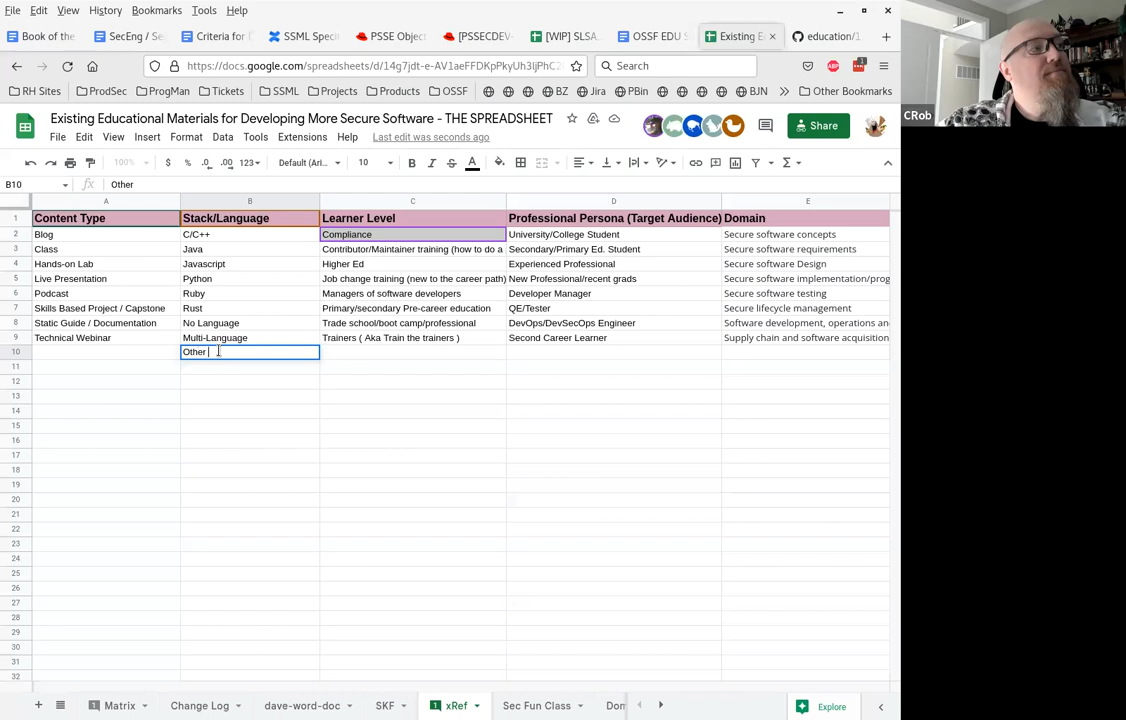 File Edit View History Bookmarks Tools Help
Book of the SecEng / Sec Criteria for SSML Speci PSSE Objec [PSSECDEV- [WIP] SLSA OSSF EDU S Existing E education/1
https://docs.google.com/spreadsheets/d/14g7jdt-e-AV1aeFFDKpPkyUh3IjPhC2 Search ABP
RH Sites ProdSec ProgMan Tickets SSML Projects Products OSSF BZ Jira PBin BJN Other Bookmarks
CRob
Existing Educational Materials for Developing More Secure Software - THE SPREADSHEET Share
File Edit View Insert Format Data Tools Extensions Help Last edit was seconds ago
100% $ % .0 .00 123 Default (Ari... 10 B I S A
B10 fx Other
A B C D E
1 Content Type Stack/Language Learner Level Professional Persona (Target Audience) Domain
2 Blog C/C++ Compliance University/College Student Secure software concepts
3 Class Java Contributor/Maintainer training (how to do a Secondary/Primary Ed. Student Secure software requirements
4 Hands-on Lab Javascript Higher Ed Experienced Professional Secure software Design
5 Live Presentation Python Job change training (new to the career path) New Professional/recent grads Secure software implementation/prog
6 Podcast Ruby Managers of software developers Developer Manager Secure software testing
7 Skills Based Project / Capstone Rust Primary/secondary Pre-career education QE/Tester Secure lifecycle management
8 Static Guide / Documentation No Language Trade school/boot camp/professional DevOps/DevSecOps Engineer Software development, operations an
9 Technical Webinar Multi-Language Trainers ( Aka Train the trainers ) Second Career Learner Supply chain and software acquisition
10 Other
11
12
13
14
15
16
17
18
19
20
21
22
23
24
25
26
27
28
29
30
31
32
1 Matrix Change Log dave-word-doc SKF 1 xRef Sec Fun Class Dom Explore